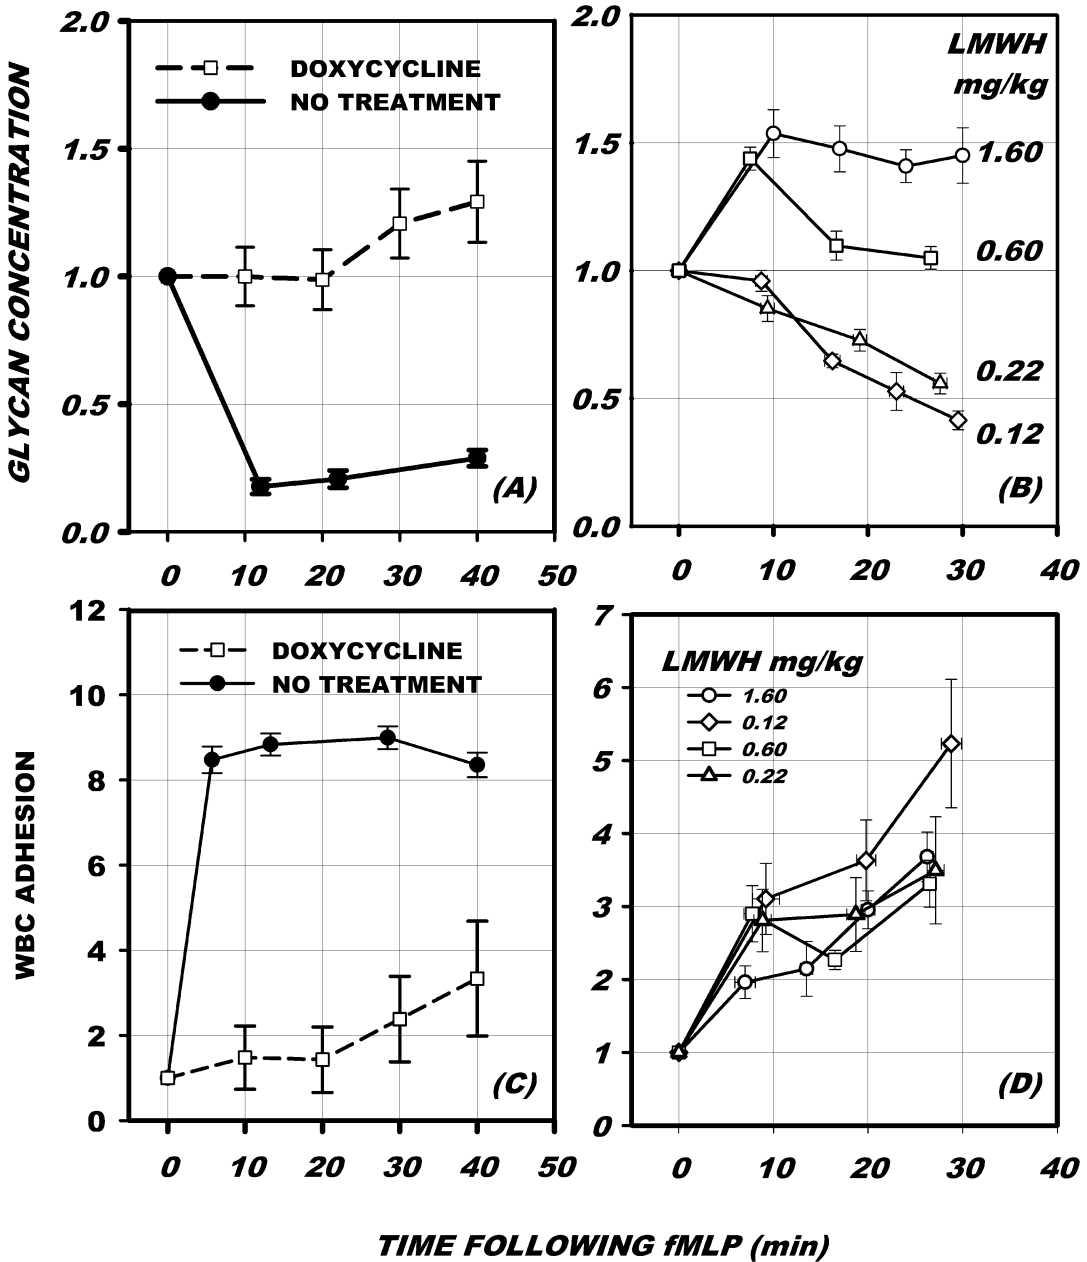 GLYCAN CONCENTRATION
2.0
1.5
1.0
0.5
0.0
DOXYCYCLINE
NO TREATMENT
(A)
0 10 20 30 40 50
2.0
1.5
1.0
0.5
0.0
LMWH
mg/kg
1.60
0.60
0.22
0.12
(B)
0 10 20 30 40
WBC ADHESION
12
10
8
6
4
2
0
DOXYCYCLINE
NO TREATMENT
(C)
0 10 20 30 40 50
7
6
5
4
3
2
1
0
LMWH mg/kg
1.60
0.12
0.60
0.22
(D)
0 10 20 30 40
TIME FOLLOWING fMLP (min)